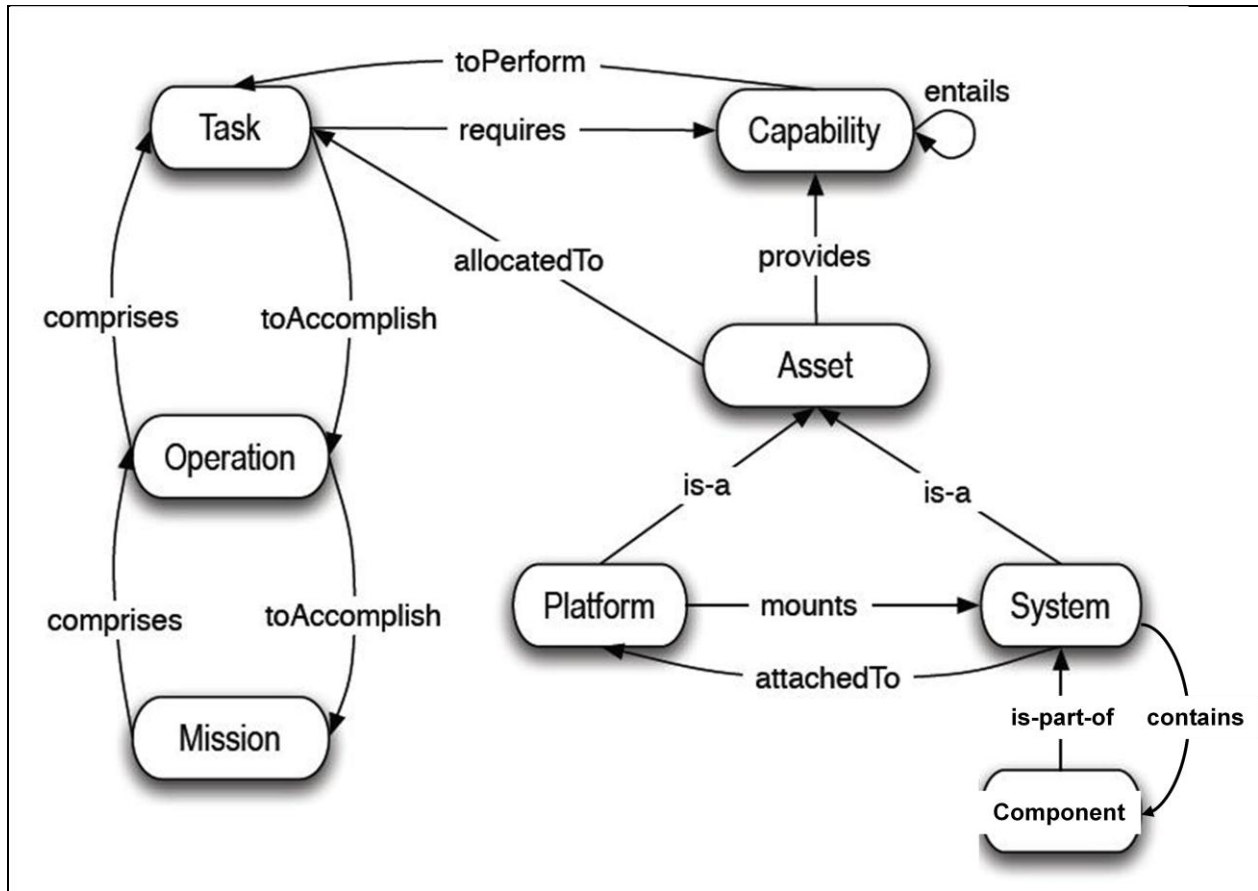 toPerform
entails
Task
requires
Capability
allocatedTo
provides
comprises
toAccomplish
Asset
Operation
is-a
is-a
Platform
mounts
System
comprises
toAccomplish
attachedTo
is-part-of
contains
Mission
Component